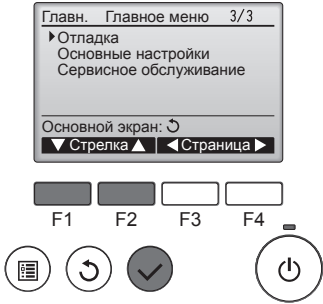 Главн. Главное меню 3/3
Отладка
Основные настройки
Сервисное обслуживание
Основной экран:
▼ Стрелка ▲ ◀ Страница ▶
F1 F2 F3 F4